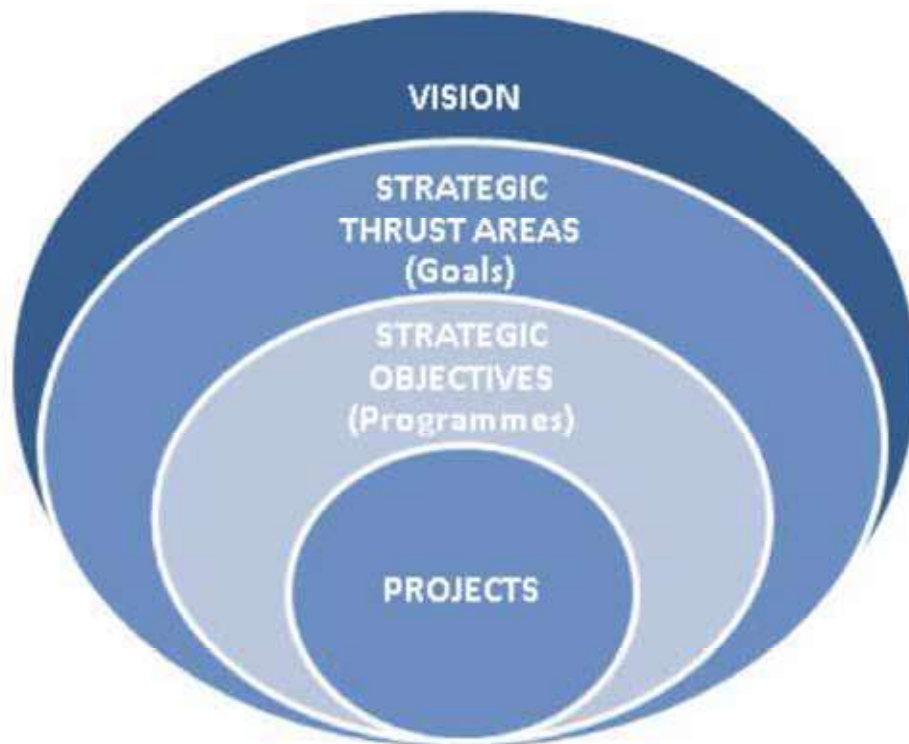 VISION
STRATEGIC
THRUST AREAS
(Goals)
STRATEGIC
OBJECTIVES
(Programmes)
PROJECTS